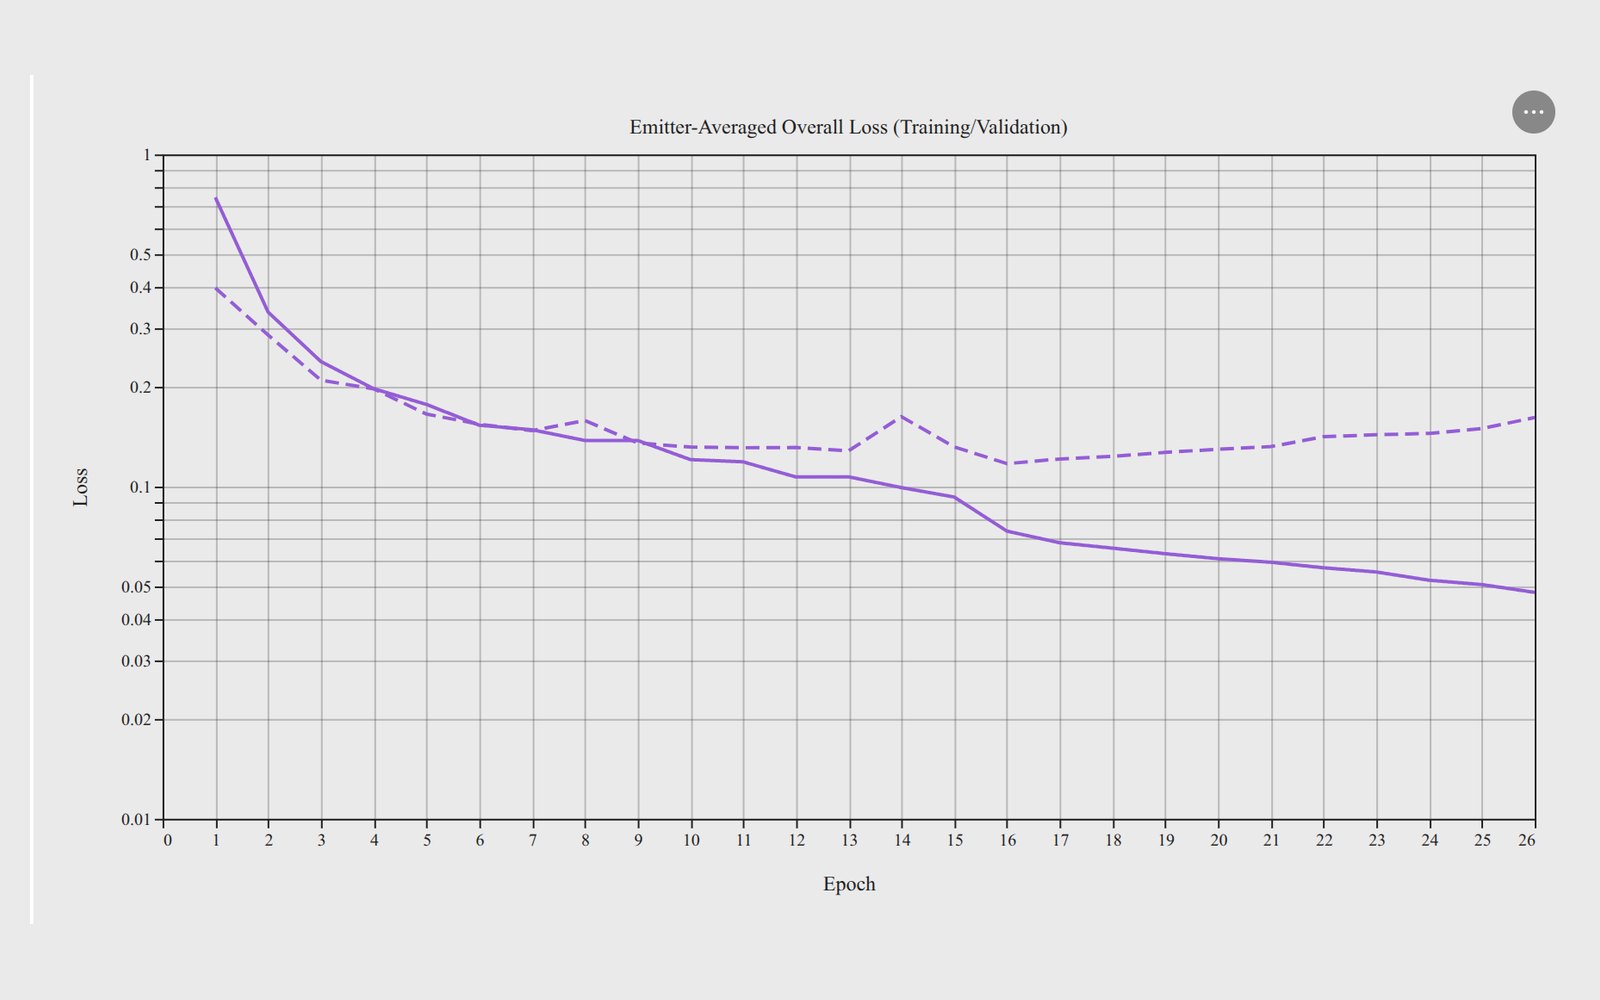 Emitter-Averaged Overall Loss (Training/Validation)
1
0.5
0.4
0.3
0.2
0.1
0.05
0.04
0.03
0.02
0.01
Loss
0 1 2 3 4 5 6 7 8 9 10 11 12 13 14 15 16 17 18 19 20 21 22 23 24 25 26
Epoch